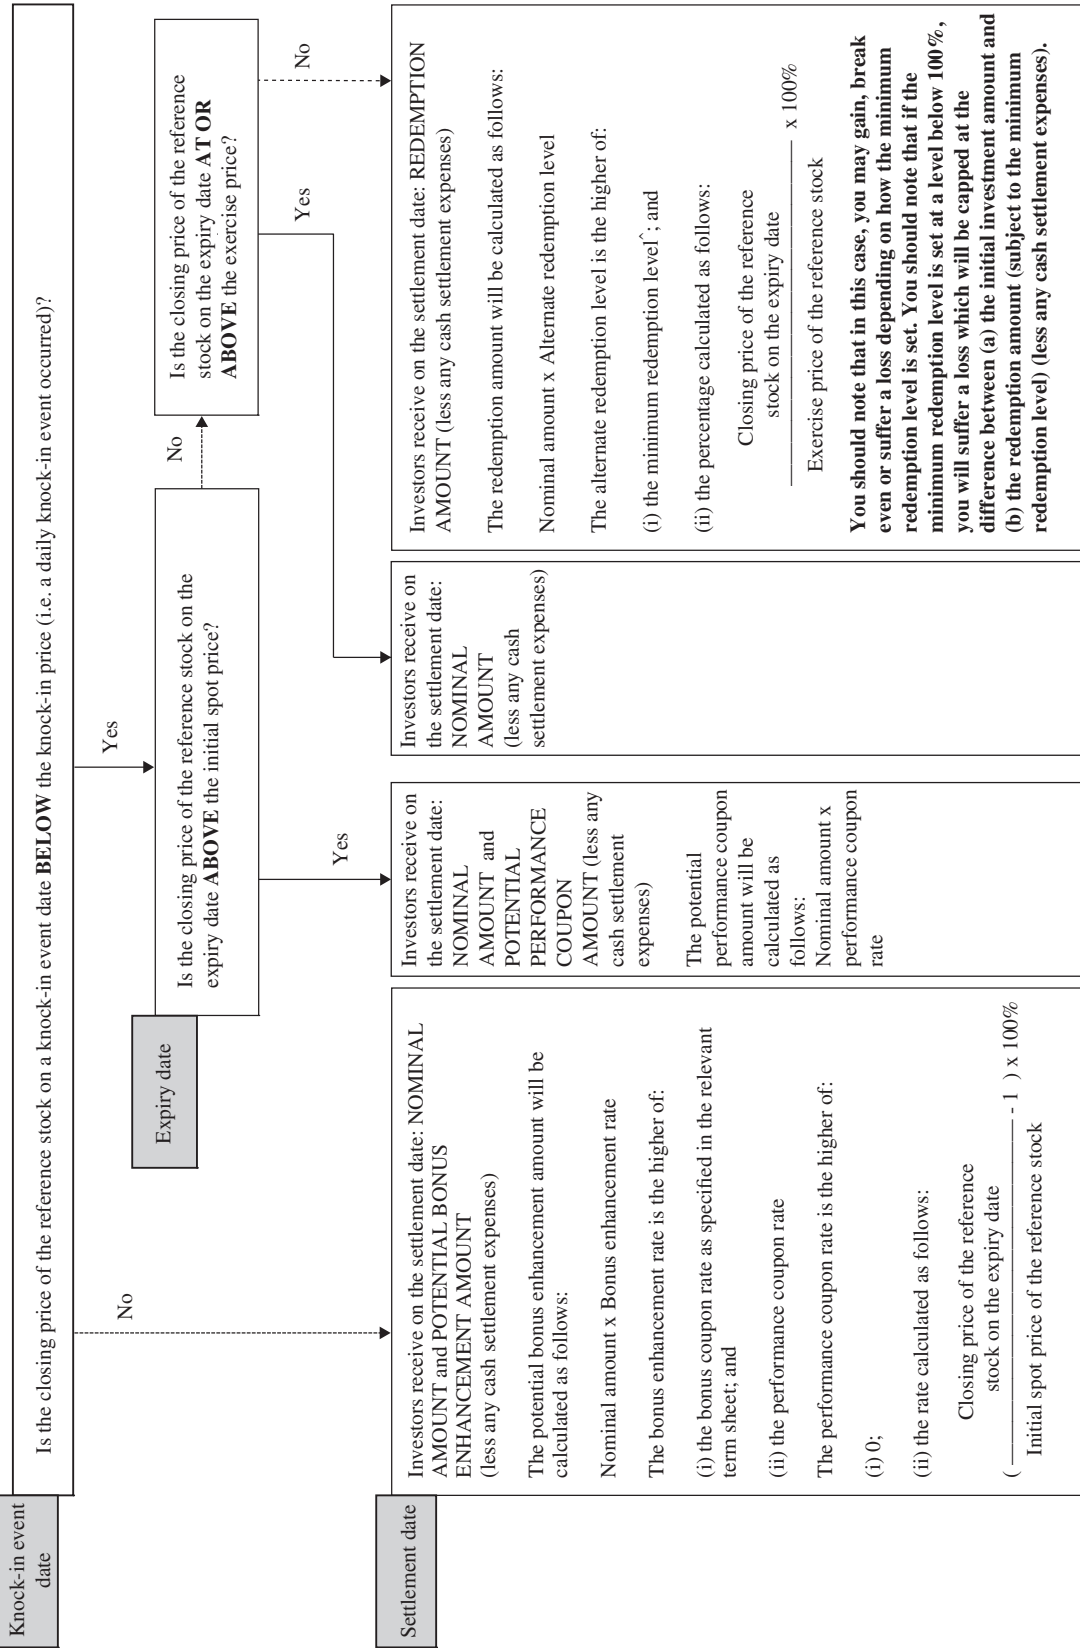 Knock-in event
date
Is the closing price of the reference stock on a knock-in event date BELOW the knock-in price (i.e. a daily knock-in event occurred)?
No
Yes
Expiry date
Is the closing price of the reference stock on the
expiry date ABOVE the initial spot price?
No
Is the closing price of the reference
stock on the expiry date AT OR
ABOVE the exercise price?
Yes
Yes
No
Settlement date
Investors receive on the settlement date: NOMINAL
AMOUNT and POTENTIAL BONUS
ENHANCEMENT AMOUNT
(less any cash settlement expenses)
The potential bonus enhancement amount will be
calculated as follows:
Nominal amount x Bonus enhancement rate
The bonus enhancement rate is the higher of:
(i) the bonus coupon rate as specified in the relevant
term sheet; and
(ii) the performance coupon rate
The performance coupon rate is the higher of:
(i) 0;
(ii) the rate calculated as follows:
Closing price of the reference
stock on the expiry date
( - 1 ) x 100%
Initial spot price of the reference stock
Investors receive on
the settlement date:
NOMINAL
AMOUNT and
POTENTIAL
PERFORMANCE
COUPON
AMOUNT (less any
cash settlement
expenses)
The potential
performance coupon
amount will be
calculated as
follows:
Nominal amount x
performance coupon
rate
Investors receive on
the settlement date:
NOMINAL
AMOUNT
(less any cash
settlement expenses)
Investors receive on the settlement date: REDEMPTION
AMOUNT (less any cash settlement expenses)
The redemption amount will be calculated as follows:
Nominal amount x Alternate redemption level
The alternate redemption level is the higher of:
(i) the minimum redemption level^; and
(ii) the percentage calculated as follows:
Closing price of the reference
stock on the expiry date
x 100%
Exercise price of the reference stock
You should note that in this case, you may gain, break
even or suffer a loss depending on how the minimum
redemption level is set. You should note that if the
minimum redemption level is set at a level below 100%,
you will suffer a loss which will be capped at the
difference between (a) the initial investment amount and
(b) the redemption amount (subject to the minimum
redemption level) (less any cash settlement expenses).